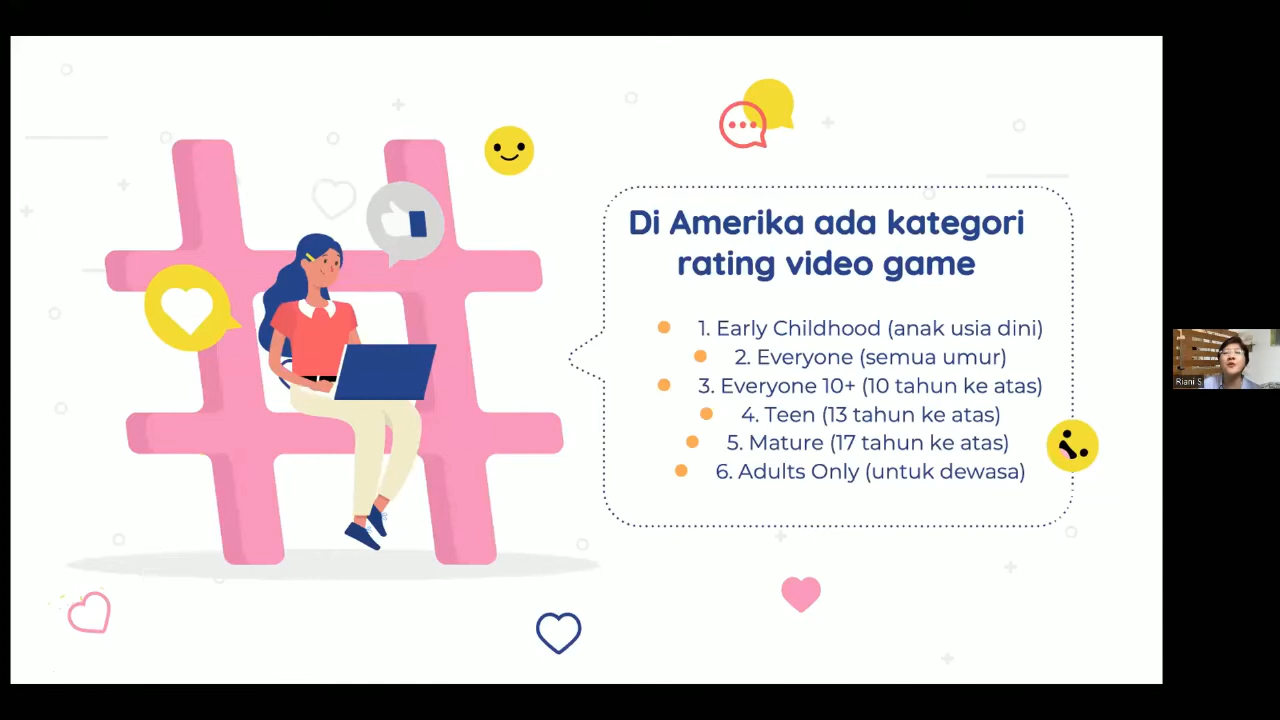 Di Amerika ada kategori
rating video game
1. Early Childhood (anak usia dini)
2. Everyone (semua umur)
3. Everyone 10+ (10 tahun ke atas)
4. Teen (13 tahun ke atas)
5. Mature (17 tahun ke atas)
6. Adults Only (untuk dewasa)
Riani S